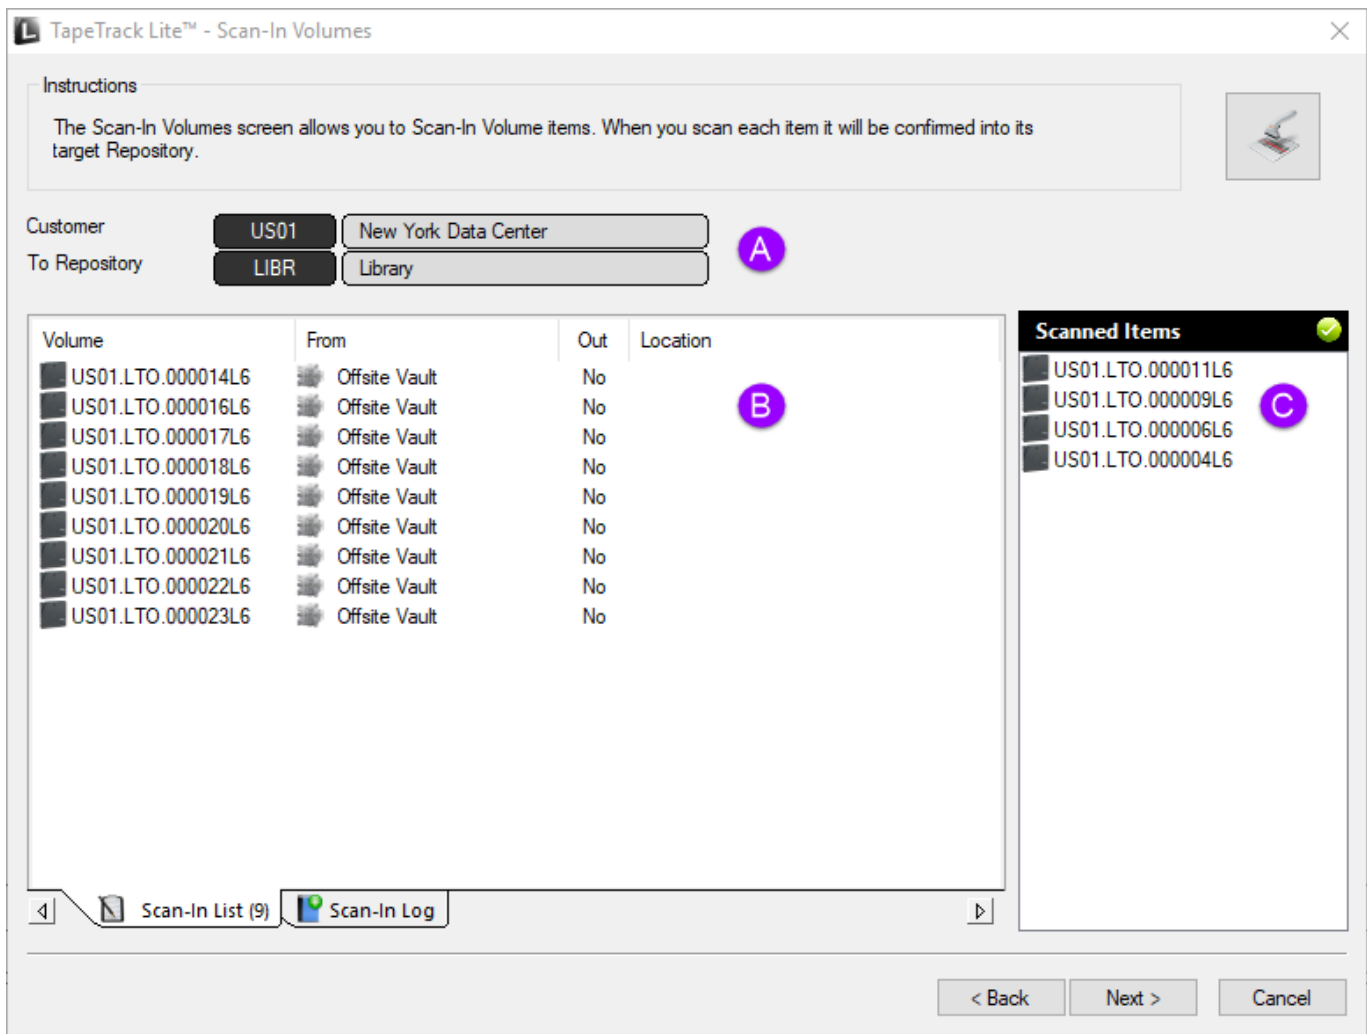 L TapeTrack Lite™ - Scan-In Volumes
Instructions
The Scan-In Volumes screen allows you to Scan-In Volume items. When you scan each item it will be confirmed into its
target Repository.
Customer US01 New York Data Center
To Repository LIBR Library
A
Volume From Out Location
US01.LTO.000014L6 Offsite Vault No
US01.LTO.000016L6 Offsite Vault No
US01.LTO.000017L6 Offsite Vault No
US01.LTO.000018L6 Offsite Vault No
US01.LTO.000019L6 Offsite Vault No
US01.LTO.000020L6 Offsite Vault No
US01.LTO.000021L6 Offsite Vault No
US01.LTO.000022L6 Offsite Vault No
US01.LTO.000023L6 Offsite Vault No
B
Scanned Items
US01.LTO.000011L6
US01.LTO.000009L6
US01.LTO.000006L6
US01.LTO.000004L6
C
Scan-In List (9) Scan-In Log
< Back Next > Cancel